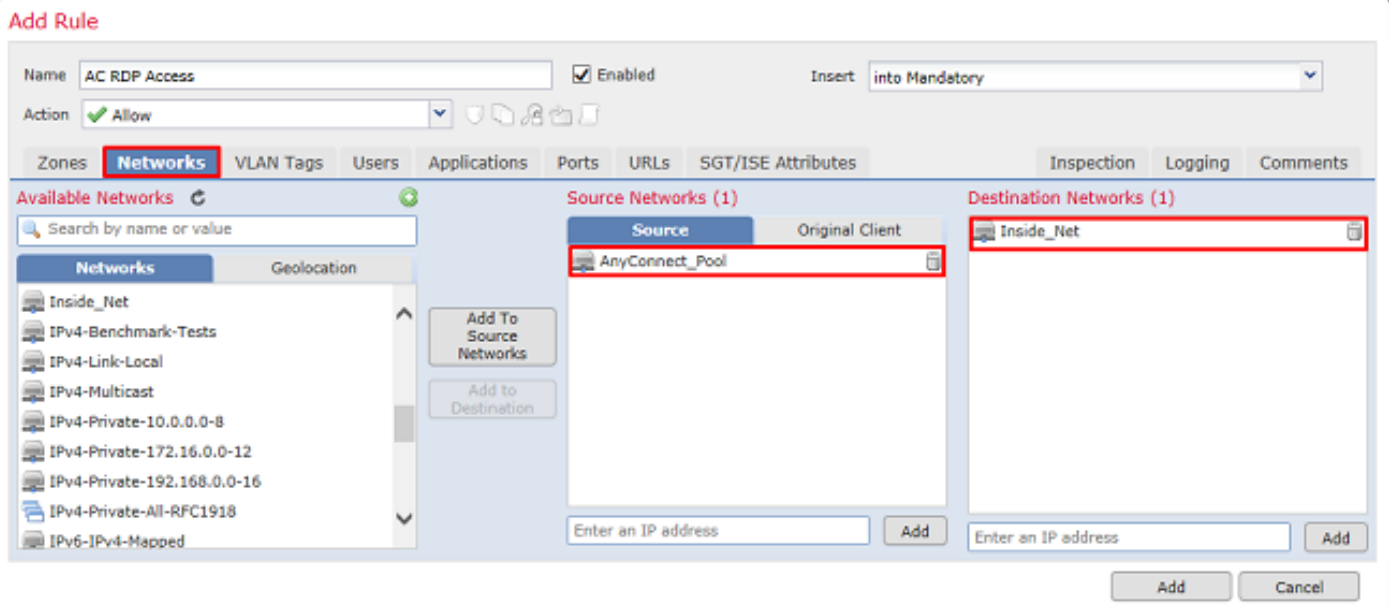 Add Rule
Name AC RDP Access Enabled Insert into Mandatory
Action Allow
Zones Networks VLAN Tags Users Applications Ports URLs SGT/ISE Attributes Inspection Logging Comments
Available Networks Source Networks (1) Destination Networks (1)
Search by name or value Source Original Client Inside_Net
Networks Geolocation AnyConnect_Pool
Inside_Net
IPv4-Benchmark-Tests
IPv4-Link-Local
IPv4-Multicast
IPv4-Private-10.0.0.0-8
IPv4-Private-172.16.0.0-12
IPv4-Private-192.168.0.0-16
IPv4-Private-All-RFC1918
IPv6-IPv4-Mapped
Add To
Source
Networks
Add to
Destination
Enter an IP address Add
Enter an IP address Add
Add Cancel